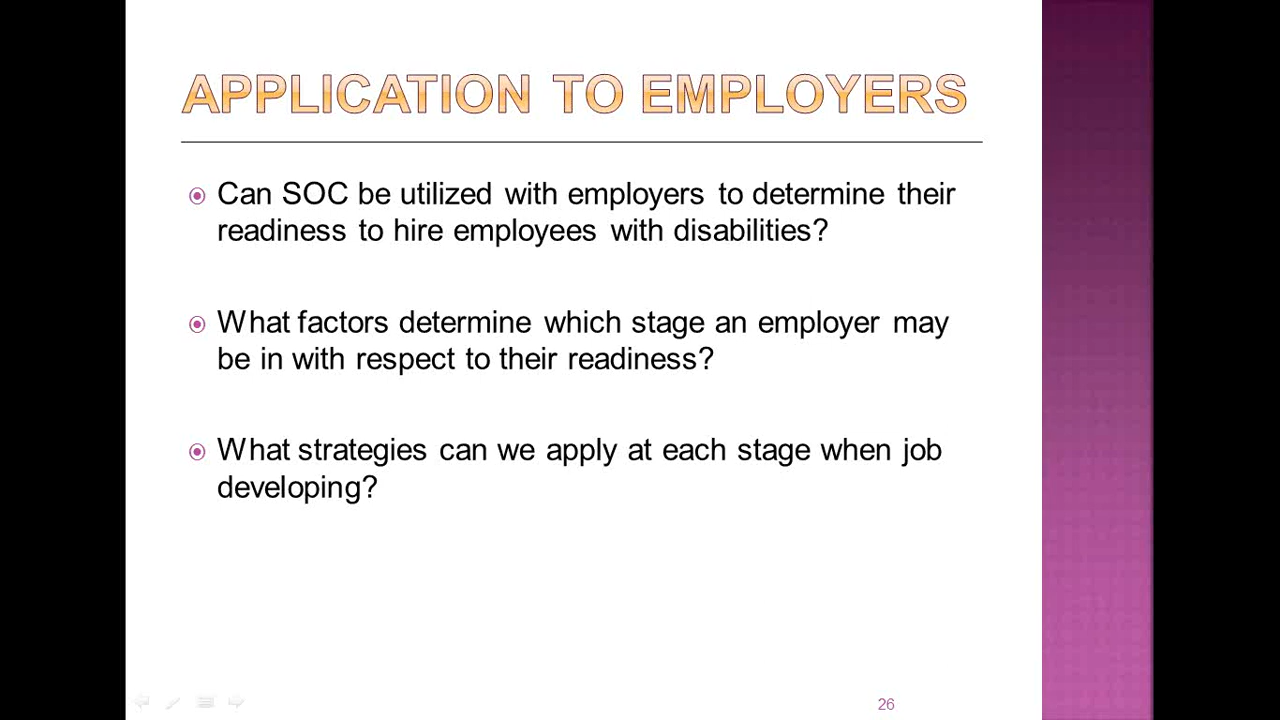 APPLICATION TO EMPLOYERS
Can SOC be utilized with employers to determine their
readiness to hire employees with disabilities?
What factors determine which stage an employer may
be in with respect to their readiness?
What strategies can we apply at each stage when job
developing?
26